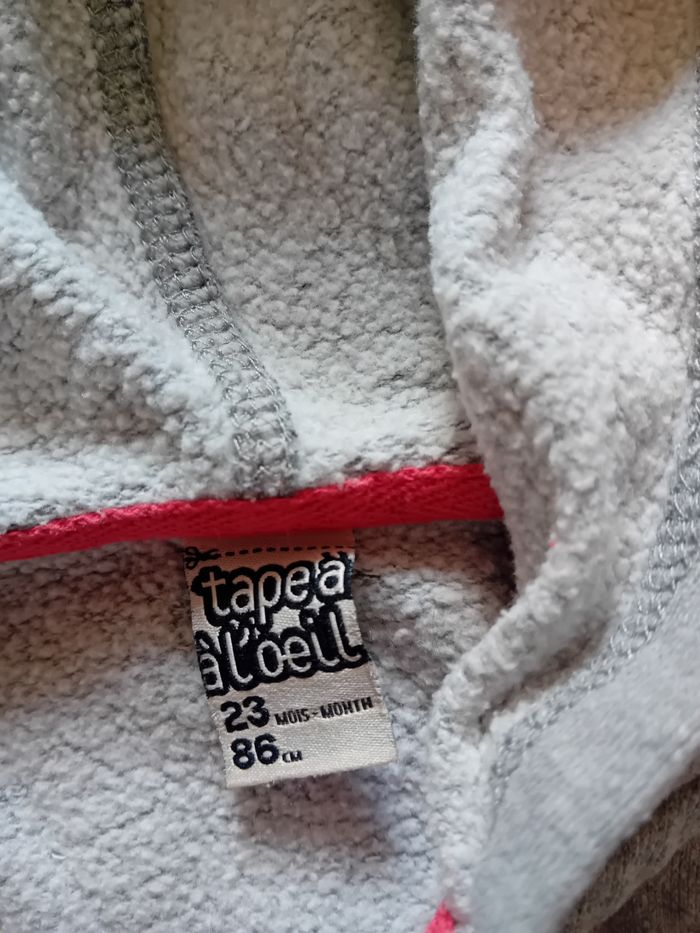 tape à
à l'oeil
23 MOIS-MONTH
86 CM